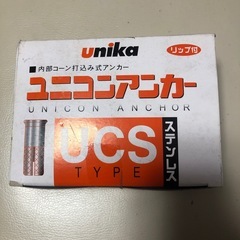 unika
リップ付
■内部コーン打込み式アンカー
ユニコンアンカー
UNICON ANCHOR
UCS
TYPE
ステンレス